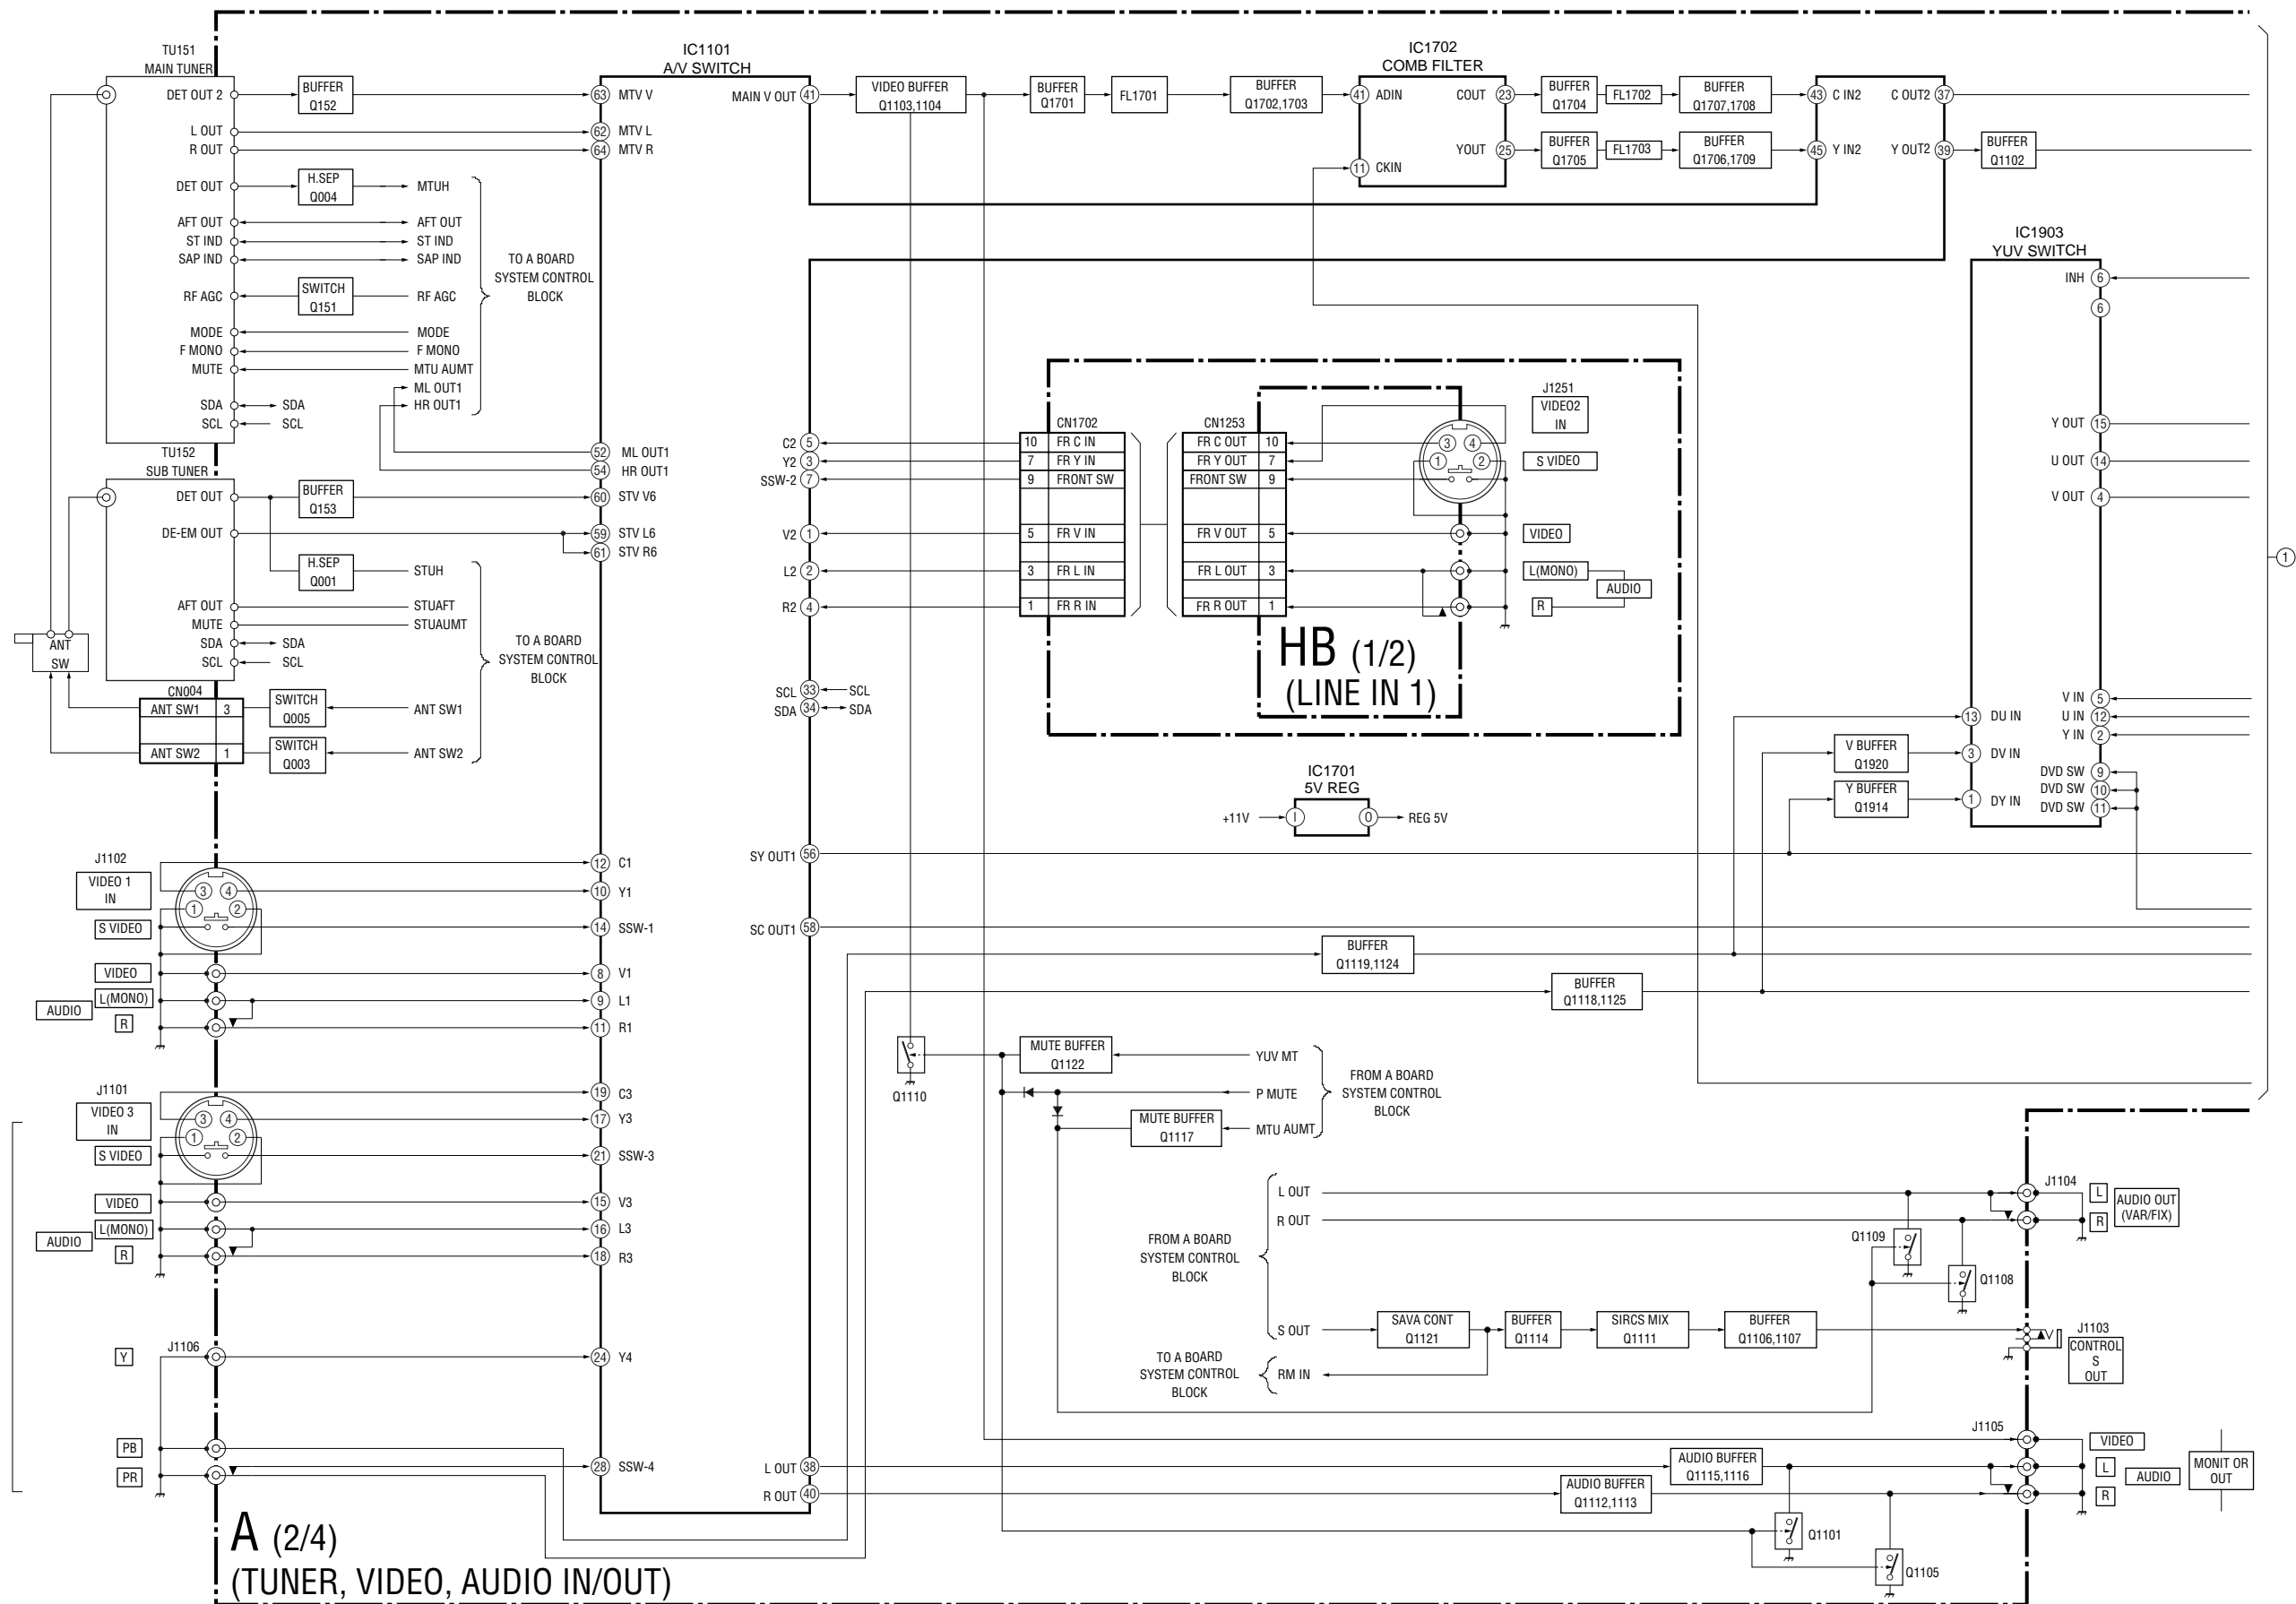 TU151
MAIN TUNER
DET OUT 2
L OUT
R OUT
DET OUT
AFT OUT
ST IND
SAP IND
RF AGC
MODE
F MONO
MUTE
SDA
SCL
BUFFER
Q152
H.SEP
Q004
SWITCH
Q151
MTUH
AFT OUT
ST IND
SAP IND
RF AGC
MODE
F MONO
MTU AUMT
ML OUT1
HR OUT1
SDA
SCL
TO A BOARD
SYSTEM CONTROL
BLOCK
TU152
SUB TUNER
DET OUT
DE-EM OUT
AFT OUT
MUTE
SDA
SCL
BUFFER
Q153
H.SEP
Q001
STUH
STUAFT
STUAUMT
SDA
SCL
TO A BOARD
SYSTEM CONTROL
BLOCK
ANT
SW
CN004
ANT SW1 3
ANT SW2 1
SWITCH
Q005
SWITCH
Q003
ANT SW1
ANT SW2
J1102
VIDEO 1
IN
S VIDEO
3 4
1 2
VIDEO
L(MONO)
AUDIO
R
J1101
VIDEO 3
IN
S VIDEO
3 4
1 2
VIDEO
L(MONO)
AUDIO
R
J1106
Y
PB
PR
IC1101
A/V SWITCH
63 MTV V
62 MTV L
64 MTV R
52 ML OUT1
54 HR OUT1
60 STV V6
59 STV L6
61 STV R6
12 C1
10 Y1
14 SSW-1
8 V1
9 L1
11 R1
19 C3
17 Y3
21 SSW-3
15 V3
16 L3
18 R3
24 Y4
28 SSW-4
MAIN V OUT 41
C2 5
Y2 3
SSW-2 7
V2 1
L2 2
R2 4
SCL 33 SCL
SDA 34 SDA
SY OUT1 56
SC OUT1 58
L OUT 38
R OUT 40
VIDEO BUFFER
Q1103,1104
BUFFER
Q1701
FL1701
BUFFER
Q1702,1703
IC1702
COMB FILTER
41 ADIN
11 CKIN
COUT 23
YOUT 25
BUFFER
Q1704
FL1702
BUFFER
Q1707,1708
BUFFER
Q1705
FL1703
BUFFER
Q1706,1709
43 C IN2
45 Y IN2
C OUT2 37
Y OUT2 39
BUFFER
Q1102
CN1702
10 FR C IN
7 FR Y IN
9 FRONT SW
5 FR V IN
3 FR L IN
1 FR R IN
CN1253
FR C OUT 10
FR Y OUT 7
FRONT SW 9
FR V OUT 5
FR L OUT 3
FR R OUT 1
3 4
1 2
J1251
VIDEO2
IN
S VIDEO
VIDEO
L(MONO)
AUDIO
R
HB (1/2)
(LINE IN 1)
IC1701
5V REG
+11V I O REG 5V
IC1903
YUV SWITCH
INH 6
6
Y OUT 15
U OUT 14
V OUT 4
V IN 5
U IN 12
Y IN 2
DVD SW 9
DVD SW 10
DVD SW 11
13 DU IN
3 DV IN
1 DY IN
V BUFFER
Q1920
Y BUFFER
Q1914
1
BUFFER
Q1119,1124
BUFFER
Q1118,1125
Q1110
MUTE BUFFER
Q1122
MUTE BUFFER
Q1117
YUV MT
P MUTE
MTU AUMT
FROM A BOARD
SYSTEM CONTROL
BLOCK
FROM A BOARD
SYSTEM CONTROL
BLOCK
L OUT
R OUT
S OUT
TO A BOARD
SYSTEM CONTROL
BLOCK
RM IN
SAVA CONT
Q1121
BUFFER
Q1114
SIRCS MIX
Q1111
BUFFER
Q1106,1107
Q1109
Q1108
J1104
L
R
AUDIO OUT
(VAR/FIX)
J1103
CONTROL
S
OUT
J1105
VIDEO
L
AUDIO
R
MONIT OR
OUT
AUDIO BUFFER
Q1115,1116
AUDIO BUFFER
Q1112,1113
Q1101
Q1105
A (2/4)
(TUNER, VIDEO, AUDIO IN/OUT)